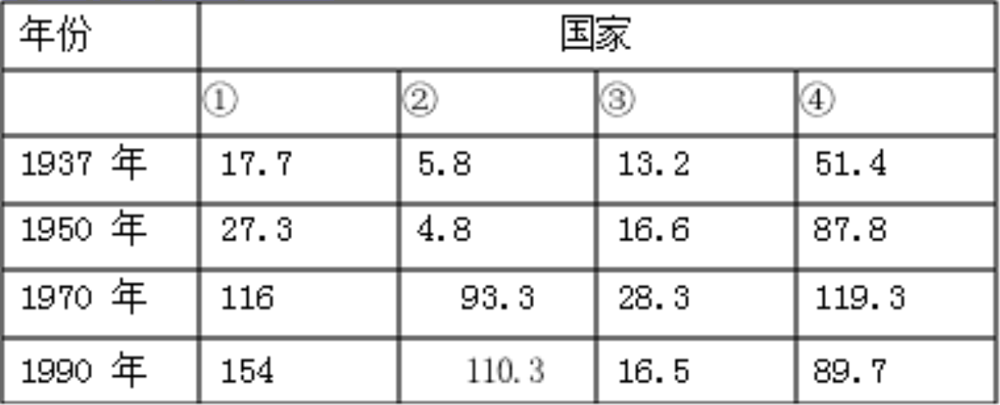 年份 国家
① ② ③ ④
1937 年 17.7 5.8 13.2 51.4
1950 年 27.3 4.8 16.6 87.8
1970 年 116 93.3 28.3 119.3
1990 年 154 110.3 16.5 89.7